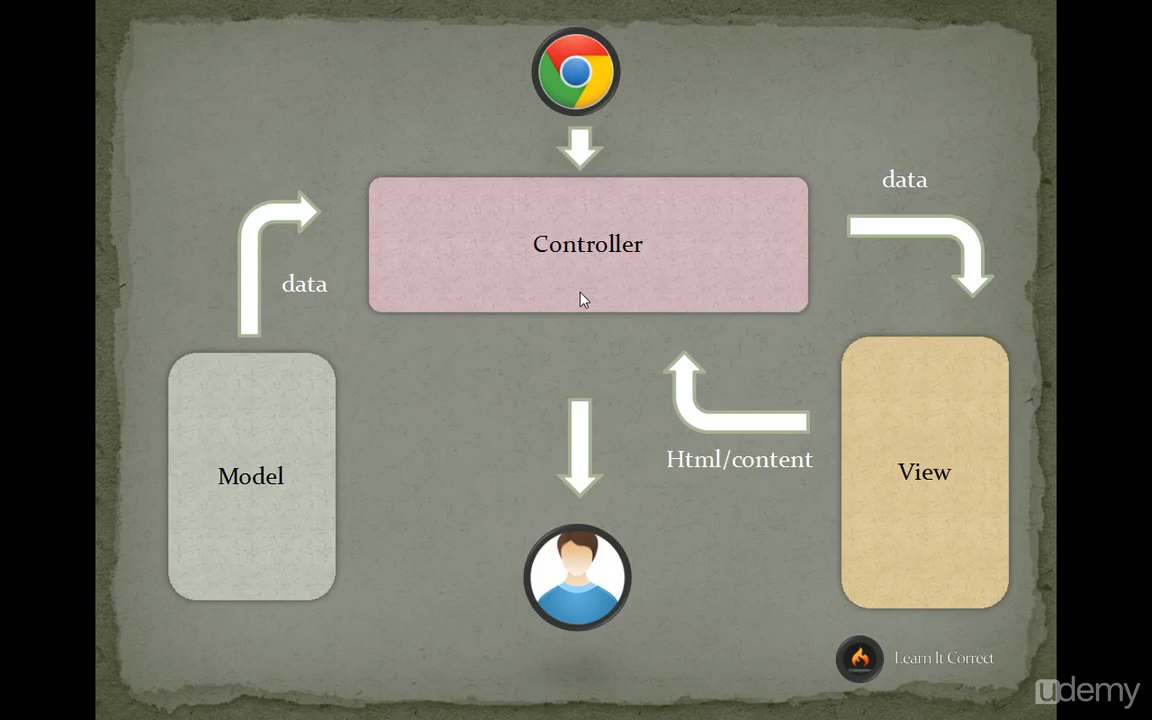 data
Controller
data
Html/content
Model
View
Learn It Correct
udemy